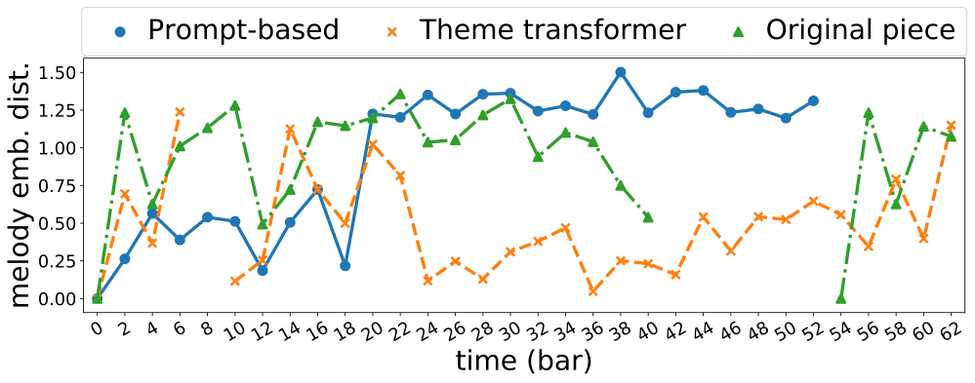 Prompt-based Theme transformer Original piece
melody emb. dist.
1.50
1.25
1.00
0.75
0.50
0.25
0.00
0 2 4 6 8 10 12 14 16 18 20 22 24 26 28 30 32 34 36 38 40 42 44 46 48 50 52 54 56 58 60 62
time (bar)